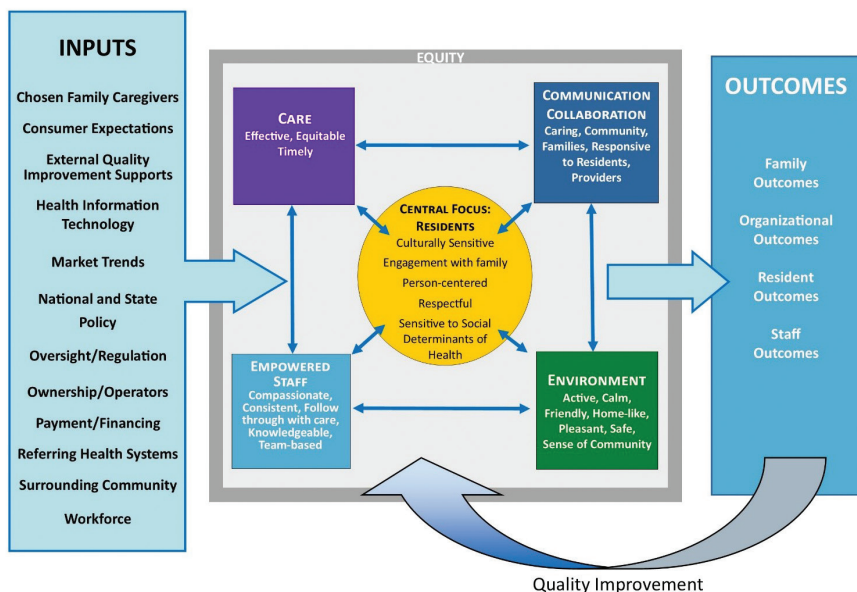 INPUTS
Chosen Family Caregivers
Consumer Expectations
External Quality
Improvement Supports
Health Information
Technology
Market Trends
National and State
Policy
Oversight/Regulation
Ownership/Operators
Payment/Financing
Referring Health Systems
Surrounding Community
Workforce
EQUITY
CARE
Effective, Equitable
Timely
COMMUNICATION
COLLABORATION
Caring, Community,
Families, Responsive
to Residents,
Providers
CENTRAL FOCUS:
RESIDENTS
Culturally Sensitive
Engagement with family
Person-centered
Respectful
Sensitive to Social
Determinants of
Health
EMPOWERED
STAFF
Compassionate,
Consistent, Follow
through with care,
Knowledgeable,
Team-based
ENVIRONMENT
Active, Calm,
Friendly, Home-like,
Pleasant, Safe,
Sense of Community
OUTCOMES
Family
Outcomes
Organizational
Outcomes
Resident
Outcomes
Staff
Outcomes
Quality Improvement